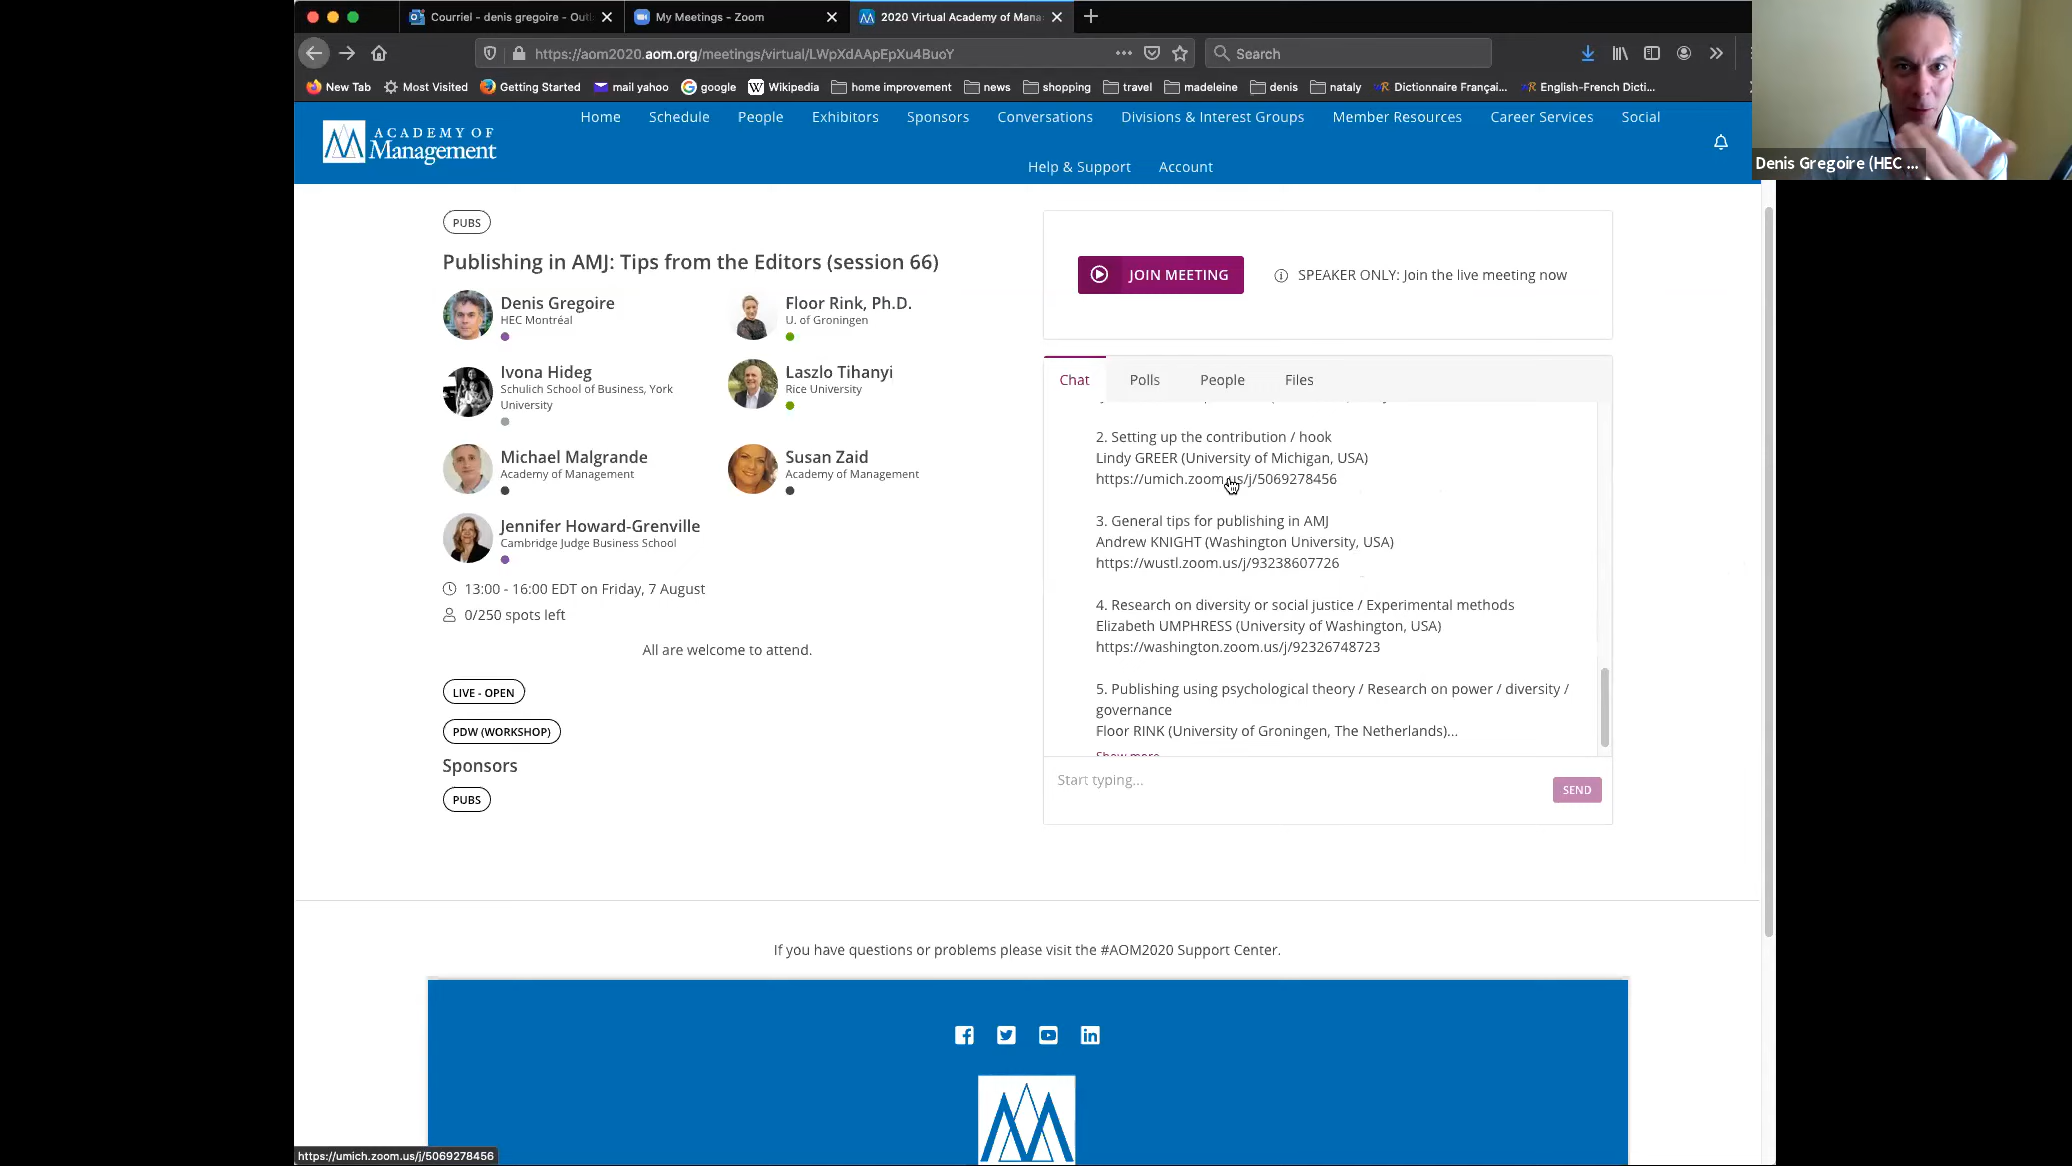 Courriel - denis gregoire - Outl
My Meetings - Zoom
2020 Virtual Academy of Mana
https://aom2020.aom.org/meetings/virtual/LWpXdAApEpXu4BuoY
Search
New Tab
Most Visited
Getting Started
mail yahoo
google
Wikipedia
home improvement
news
shopping
travel
madeleine
denis
nataly
Dictionnaire Françai...
English-French Dicti...
Denis Gregoire (HEC ...
ACADEMY OF
Management
Home
Schedule
People
Exhibitors
Sponsors
Conversations
Divisions & Interest Groups
Member Resources
Career Services
Social
Help & Support
Account
PUBS
Publishing in AMJ: Tips from the Editors (session 66)
Denis Gregoire
HEC Montréal
Floor Rink, Ph.D.
U. of Groningen
Ivona Hideg
Schulich School of Business, York
University
Laszlo Tihanyi
Rice University
Michael Malgrande
Academy of Management
Susan Zaid
Academy of Management
Jennifer Howard-Grenville
Cambridge Judge Business School
13:00 - 16:00 EDT on Friday, 7 August
0/250 spots left
All are welcome to attend.
LIVE - OPEN
PDW (WORKSHOP)
Sponsors
PUBS
JOIN MEETING
SPEAKER ONLY: Join the live meeting now
Chat
Polls
People
Files
2. Setting up the contribution / hook
Lindy GREER (University of Michigan, USA)
https://umich.zoom.us/j/5069278456
3. General tips for publishing in AMJ
Andrew KNIGHT (Washington University, USA)
https://wustl.zoom.us/j/93238607726
4. Research on diversity or social justice / Experimental methods
Elizabeth UMPHRESS (University of Washington, USA)
https://washington.zoom.us/j/92326748723
5. Publishing using psychological theory / Research on power / diversity /
governance
Floor RINK (University of Groningen, The Netherlands)...
Show more
Start typing...
SEND
If you have questions or problems please visit the #AOM2020 Support Center.
https://umich.zoom.us/j/5069278456